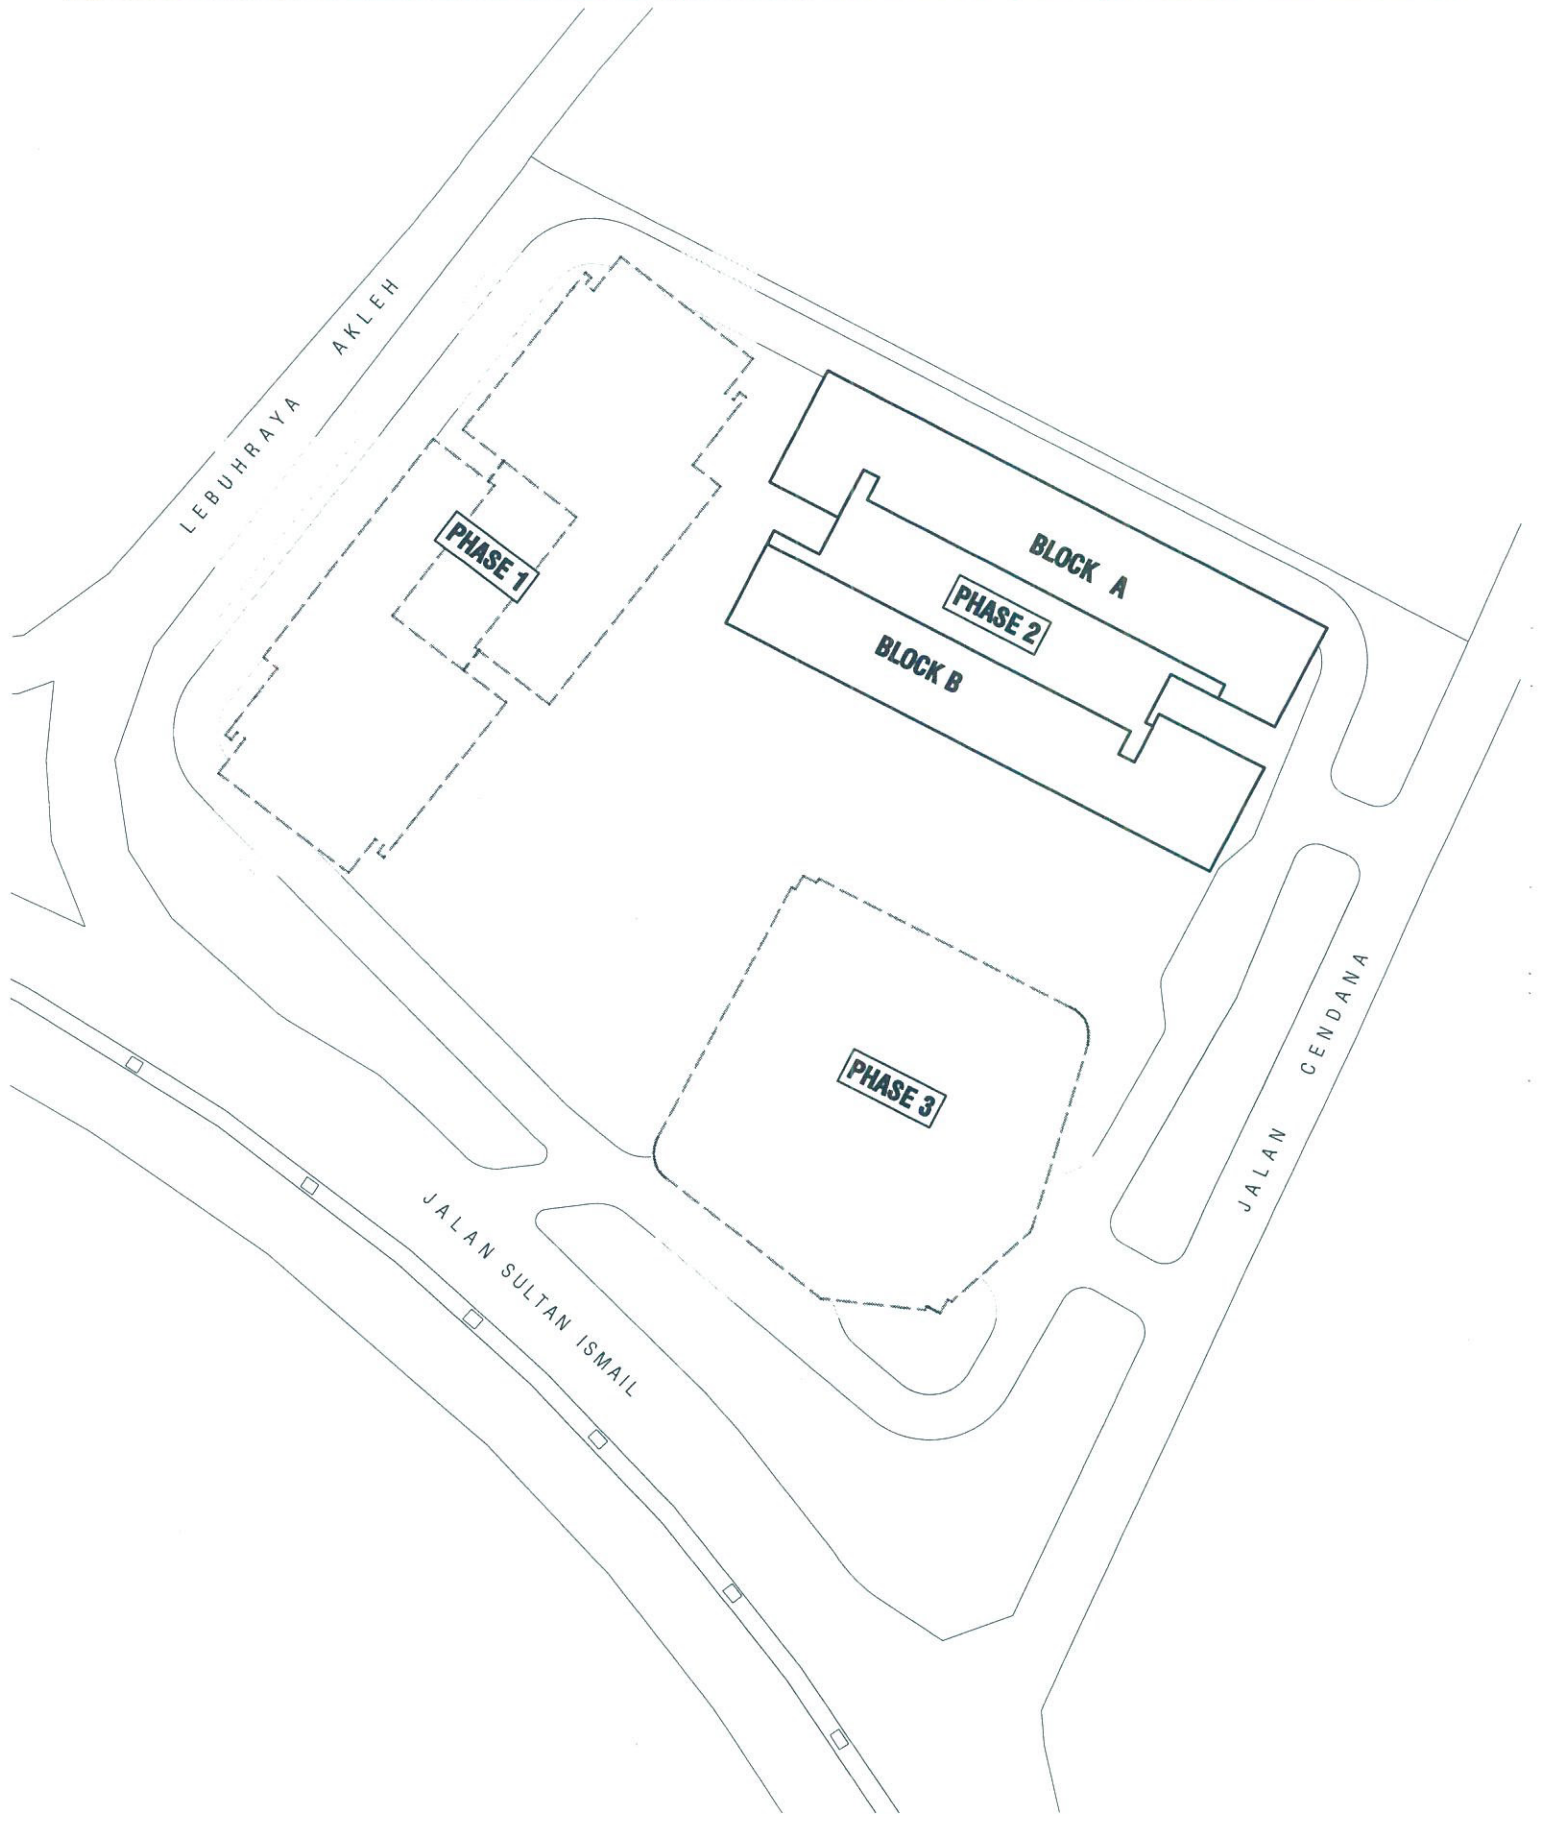 LEBUHRAYA AKLEH
PHASE 1
BLOCK A
PHASE 2
BLOCK B
PHASE 3
JALAN CENDANA
JALAN SULTAN ISMAIL